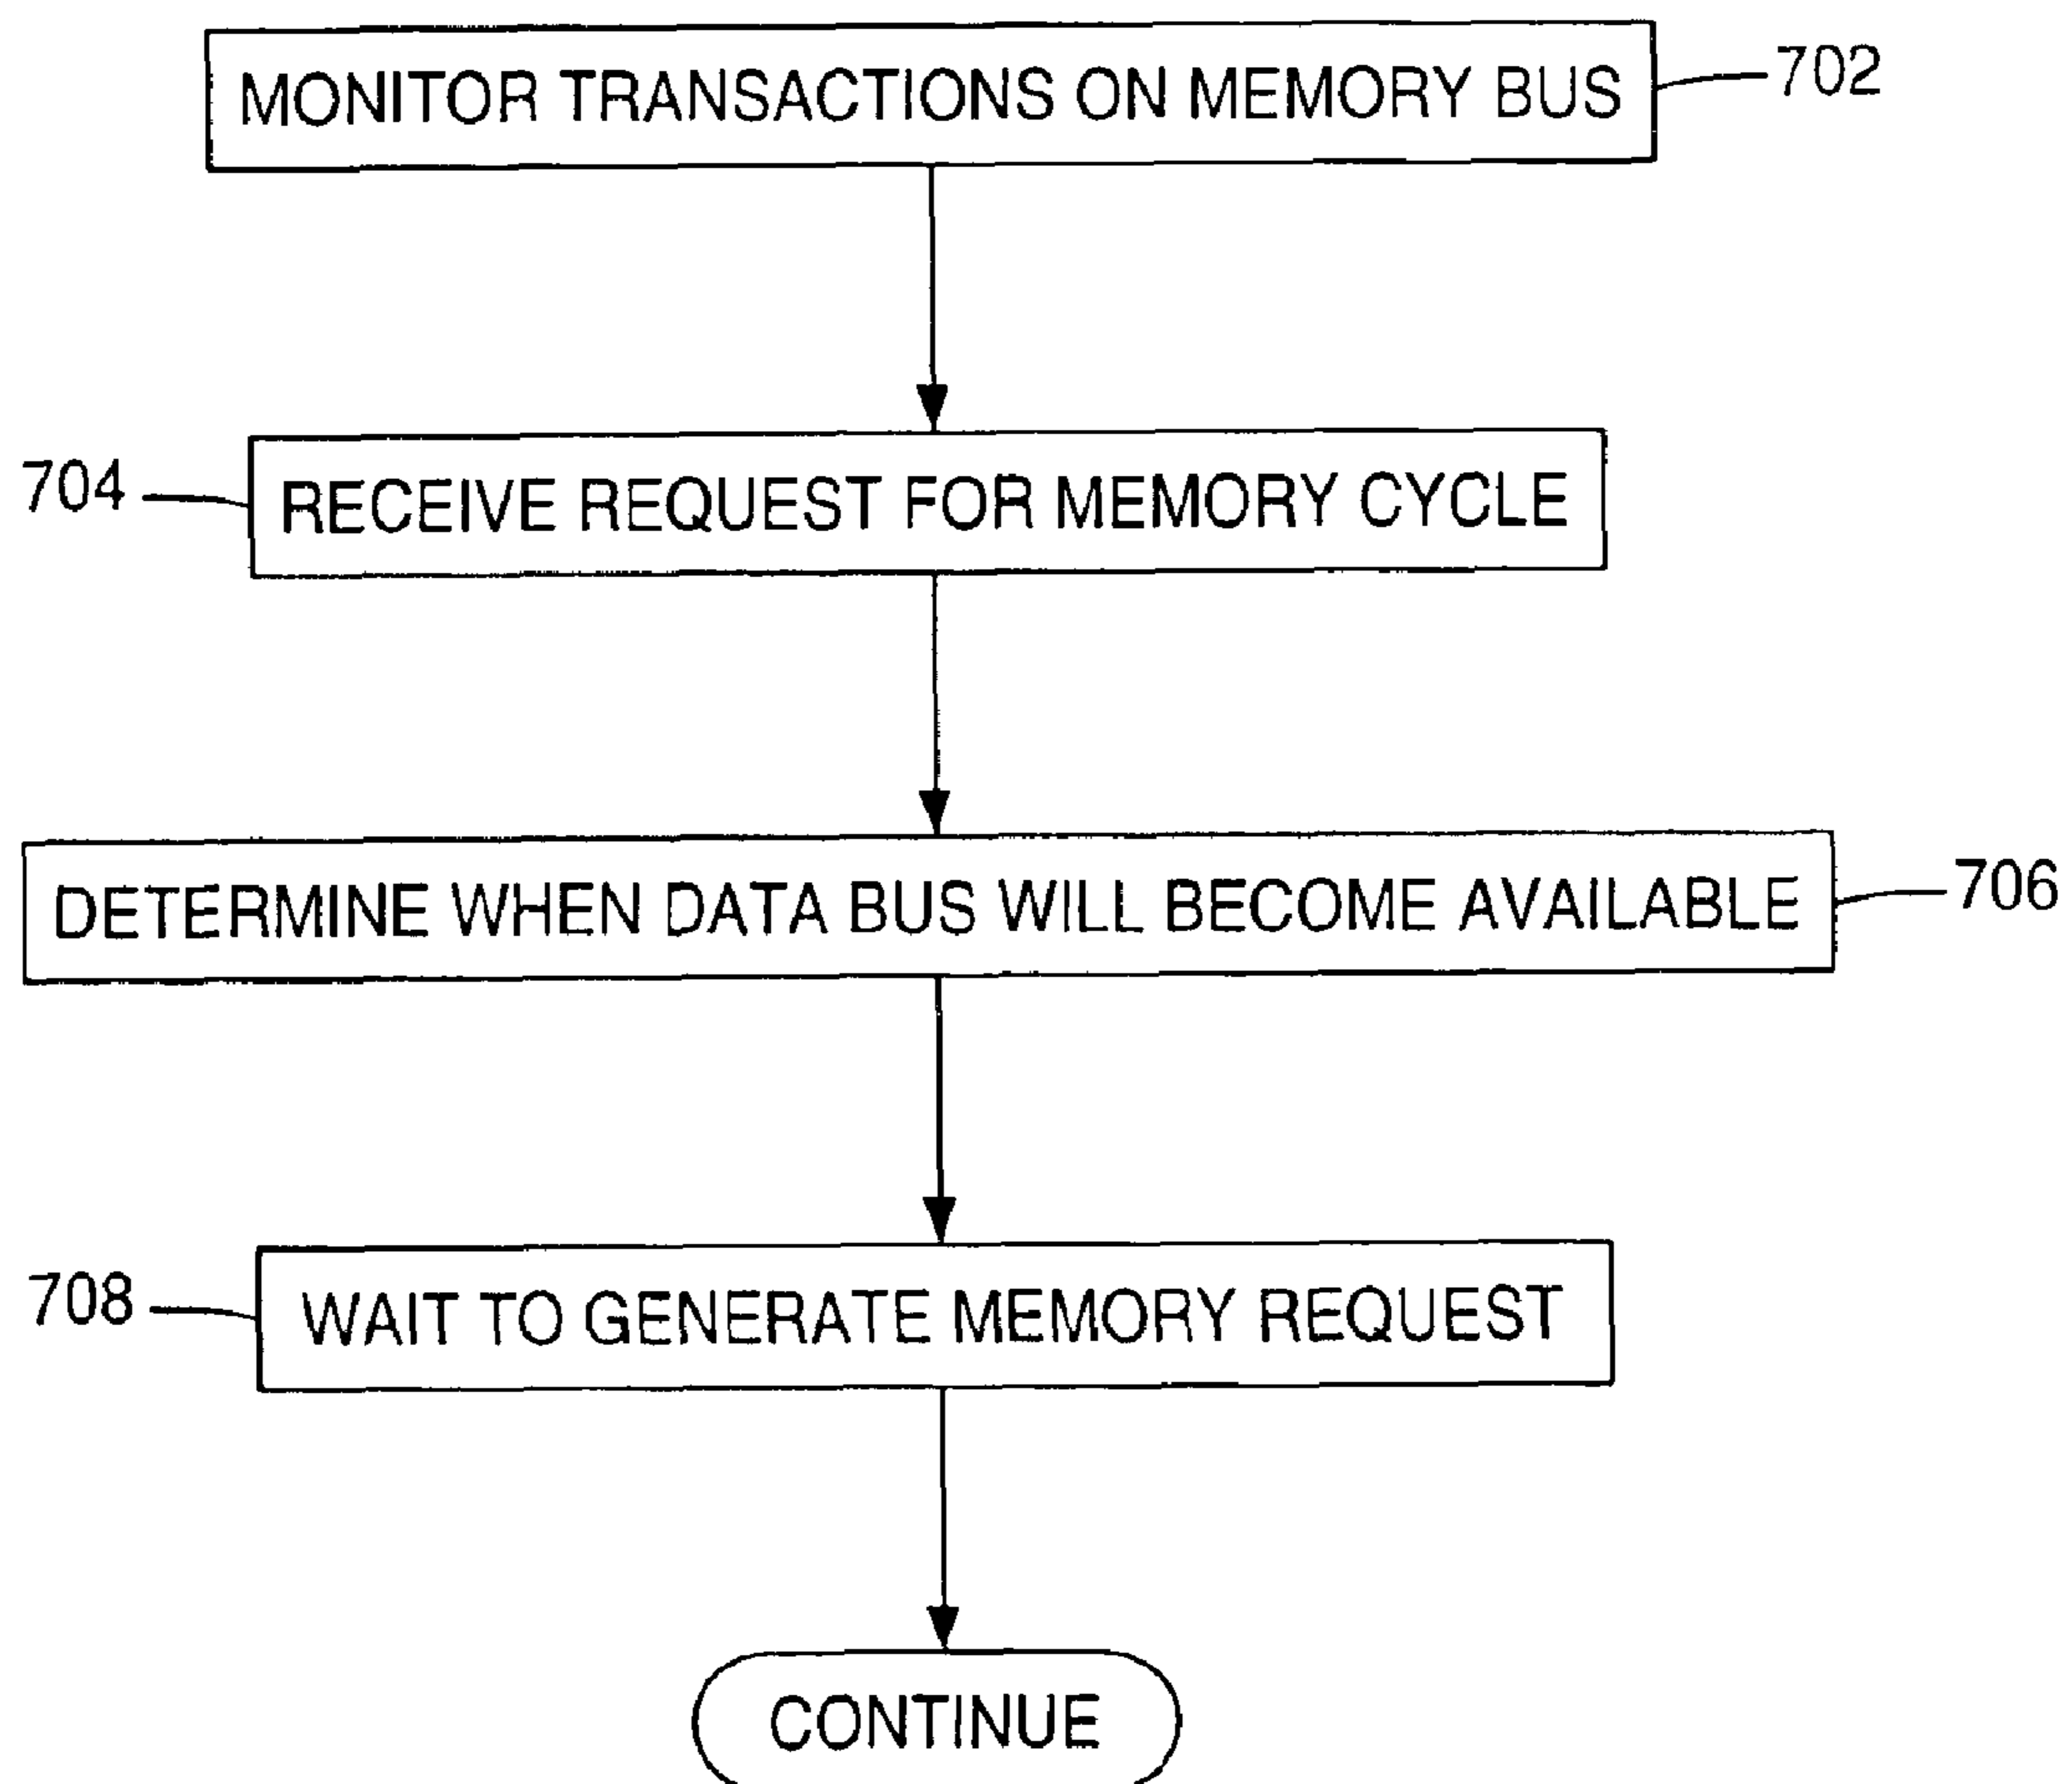 MONITOR TRANSACTIONS ON MEMORY BUS
702
704
RECEIVE REQUEST FOR MEMORY CYCLE
DETERMINE WHEN DATA BUS WILL BECOME AVAILABLE
706
708
WAIT TO GENERATE MEMORY REQUEST
CONTINUE